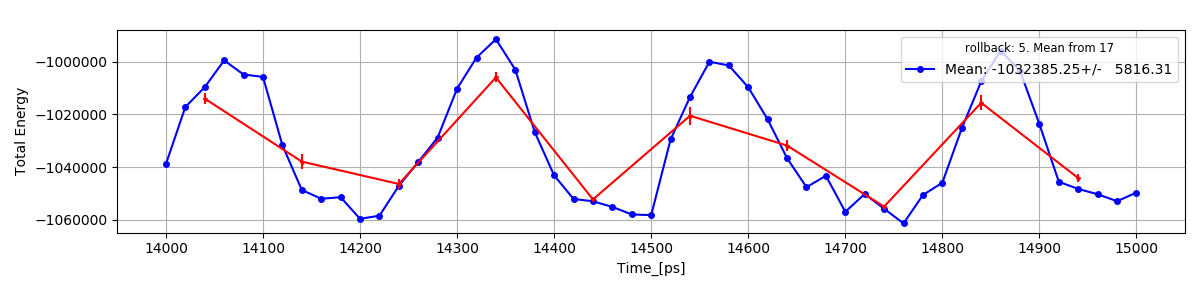 rollback: 5. Mean from 17
Mean: -1032385.25+/-   5816.31
Total Energy
−1000000
−1020000
−1040000
−1060000
14000 14100 14200 14300 14400 14500 14600 14700 14800 14900 15000
Time_[ps]